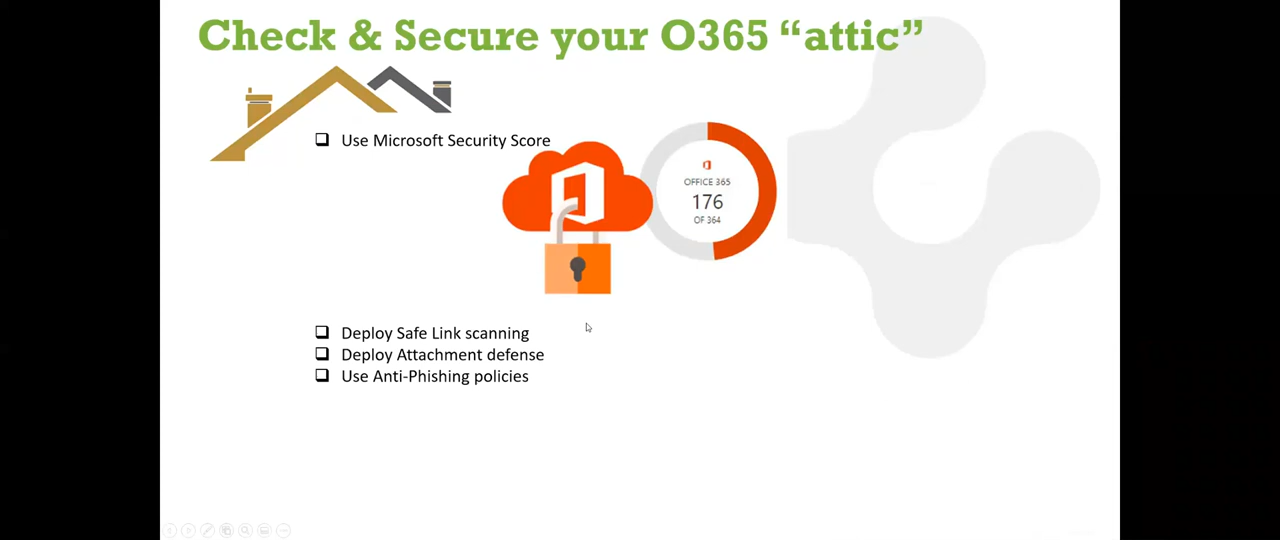 Check & Secure your O365 “attic”
Use Microsoft Security Score
OFFICE 365
176
OF 364
Deploy Safe Link scanning
Deploy Attachment defense
Use Anti-Phishing policies